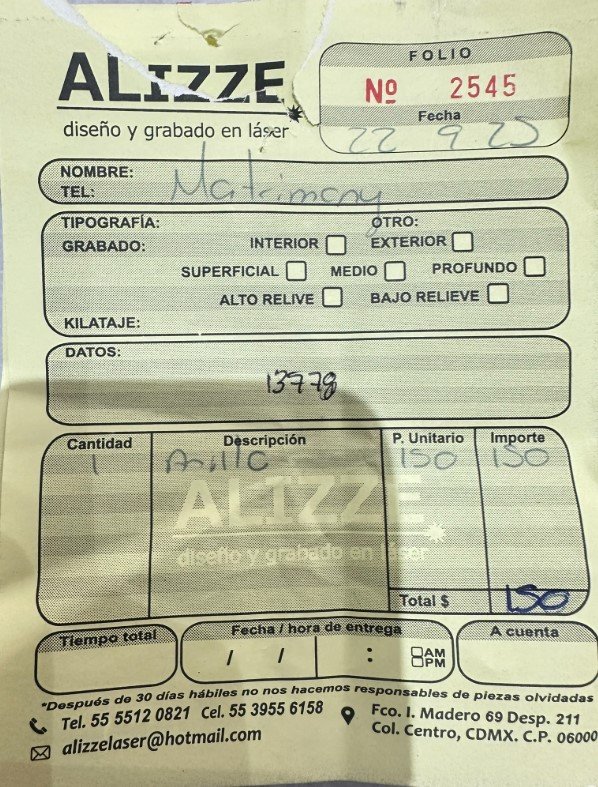 ALIZZE
diseño y grabado en láser
FOLIO
Nº 2545
Fecha
22 9 25
NOMBRE:
TEL:
Matrimony
TIPOGRAFÍA: OTRO:
GRABADO: INTERIOR EXTERIOR
SUPERFICIAL MEDIO PROFUNDO
ALTO RELIVE BAJO RELIEVE
KILATAJE:
DATOS:
13778
Cantidad Descripción P. Unitario Importe
1 Anillo 150 150
ALIZZE
diseño y grabado en láser
Total $ 150
Tiempo total Fecha / hora de entrega A cuenta
/ / : AM
PM
*Después de 30 días hábiles no nos hacemos responsables de piezas olvidadas
Tel. 55 5512 0821 Cel. 55 3955 6158
alizzelaser@hotmail.com
Fco. I. Madero 69 Desp. 211
Col. Centro, CDMX. C.P. 06000